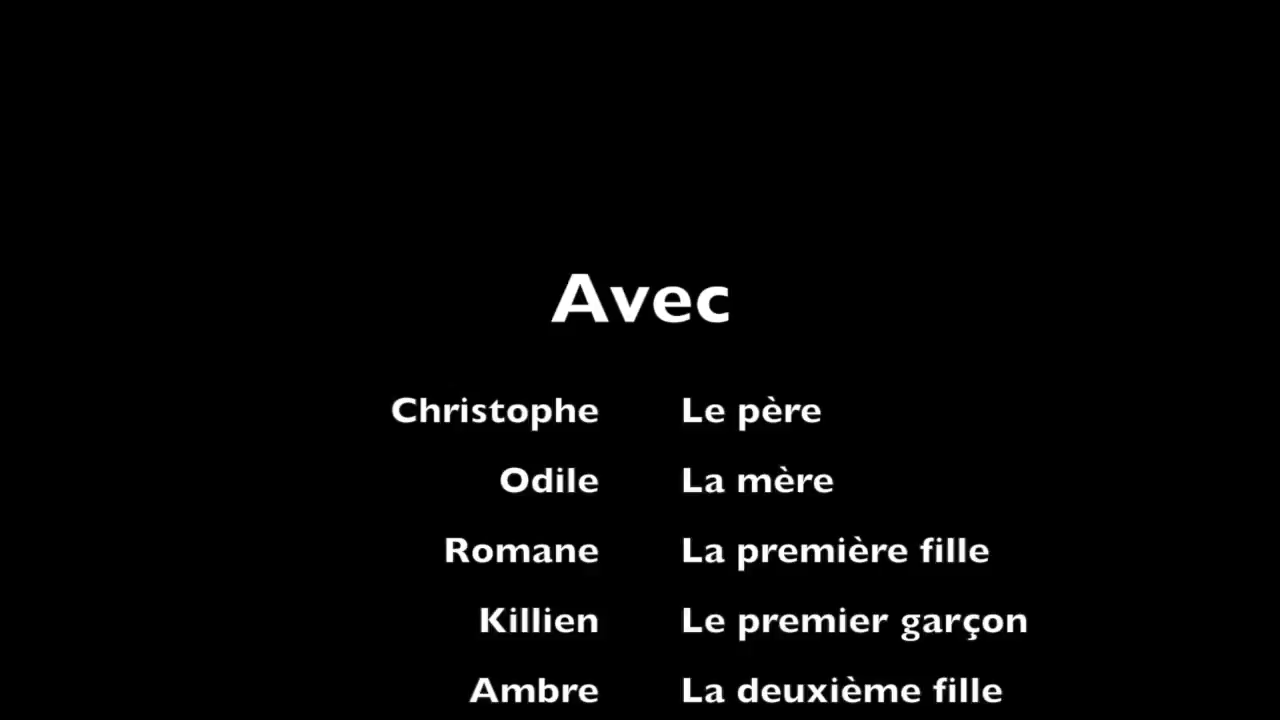 Avec
Christophe Le père
Odile La mère
Romane La première fille
Killien Le premier garçon
Ambre La deuxième fille